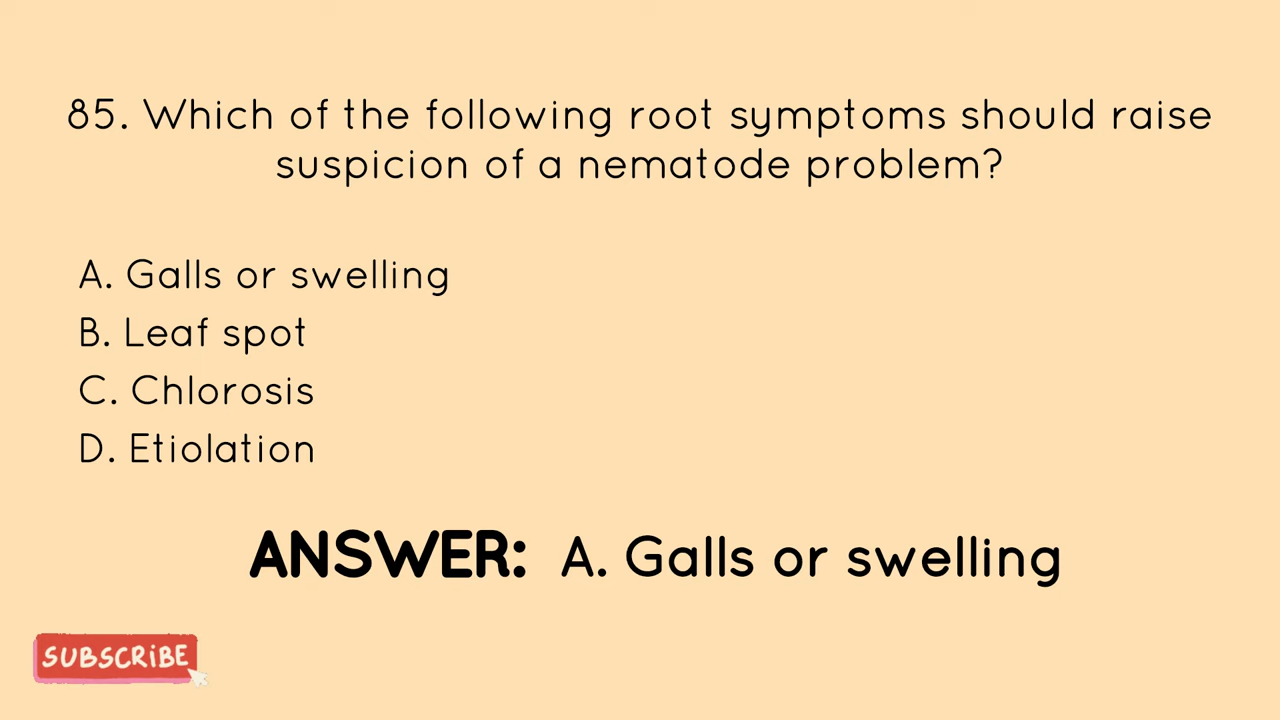 85. Which of the following root symptoms should raise
suspicion of a nematode problem?
A. Galls or swelling
B. Leaf spot
C. Chlorosis
D. Etiolation
ANSWER: A. Galls or swelling
SUBSCRiBE